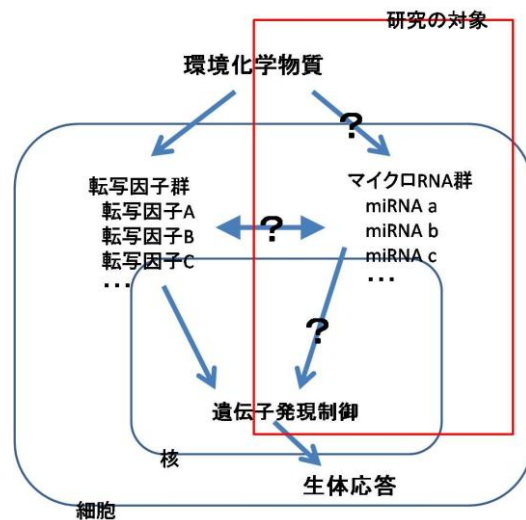 研究の対象
環境化学物質
?
転写因子群
転写因子A
転写因子B
転写因子C
・・・
?
マイクロRNA群
miRNA a
miRNA b
miRNA c
・・・
?
遺伝子発現制御
核
生体応答
細胞